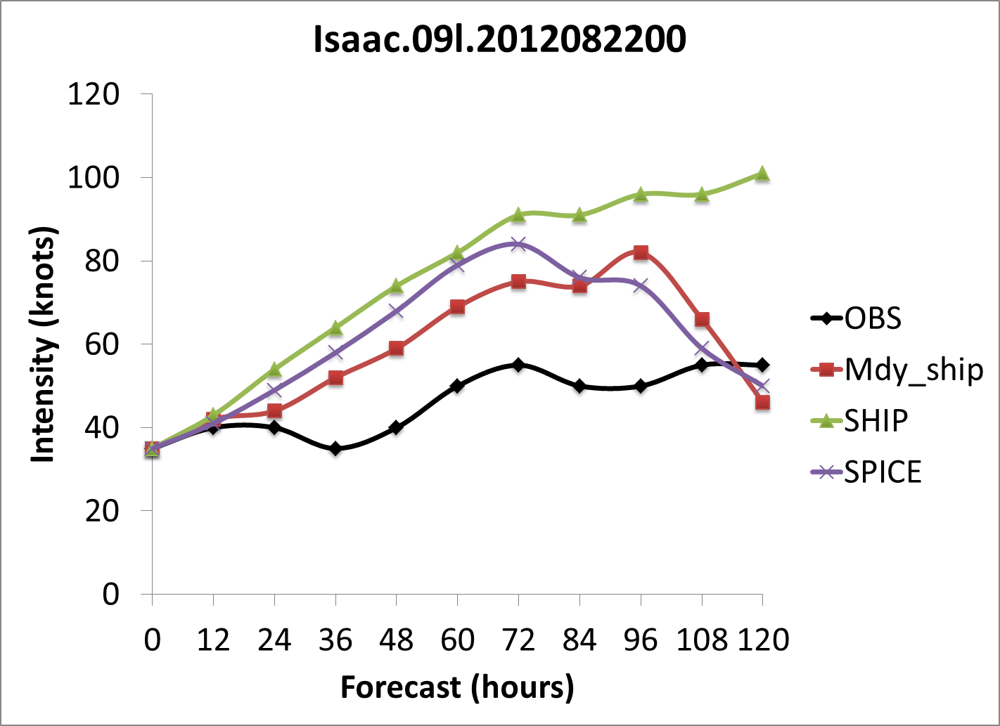 Isaac.09l.2012082200
120
100
80
60
40
20
0
Intensity (knots)
0 12 24 36 48 60 72 84 96 108 120
Forecast (hours)
OBS
Mdy_ship
SHIP
SPICE